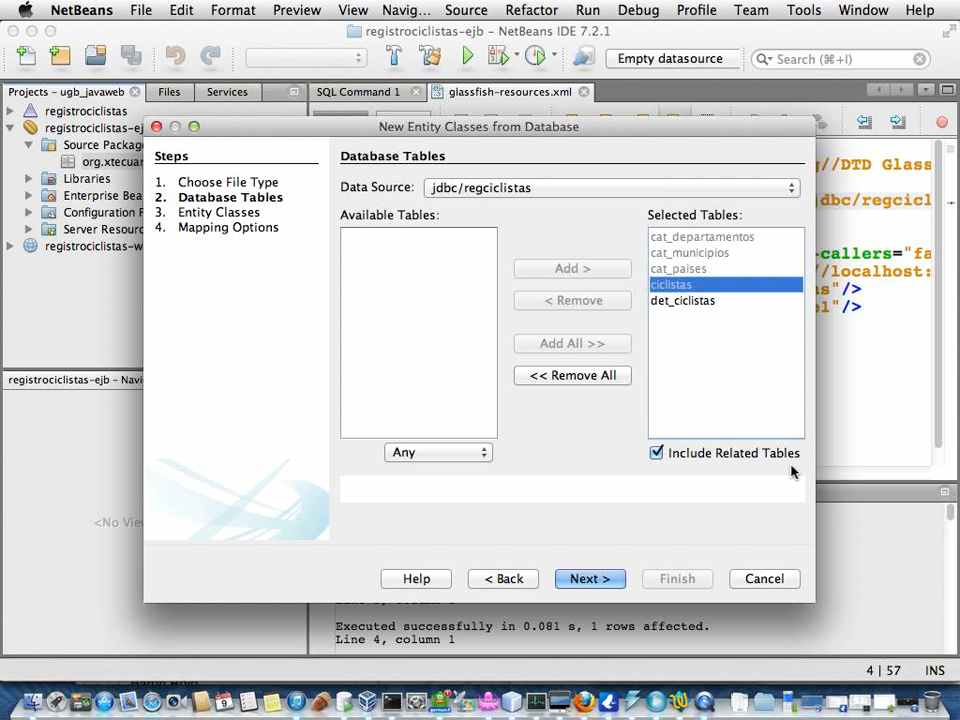 NetBeans File Edit Format Preview View Navig... Source Refactor Run Debug Profile Team Tools Window Help
registrociclistas-ejb - NetBeans IDE 7.2.1
Empty datasource
Search (⌘+I)
Projects - ugb_javaweb
Files
Services
SQL Command 1
glassfish-resources.xml
registrociclistas
registrociclistas-ej
Source Packag
org.xtecuar
Libraries
Enterprise Bea
Configuration F
Server Resourc
registrociclistas-w
registrociclistas-ejb - Navi
<No Vie
New Entity Classes from Database
Steps
1. Choose File Type
2. Database Tables
3. Entity Classes
4. Mapping Options
Database Tables
Data Source:
jdbc/regciclistas
Available Tables:
Selected Tables:
cat_departamentos
cat_municipios
cat_paises
ciclistas
det_ciclistas
Add >
< Remove
Add All >>
<< Remove All
Any
Include Related Tables
Help
< Back
Next >
Finish
Cancel
g//DTD Glass
dbc/regcicl
-callers="fa
//localhost:
as"/>
1"/>
Executed successfully in 0.081 s, 1 rows affected.
Line 4, column 1
4 | 57
INS